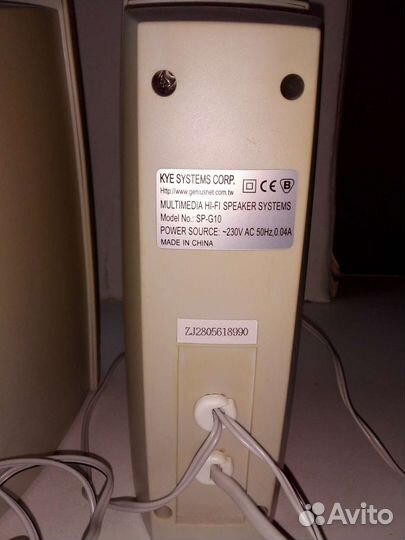 KYE SYSTEMS CORP.
Http://www.geniusnet.com.tw
CE B
MULTIMEDIA HI-FI SPEAKER SYSTEMS
Model No.: SP-G10
POWER SOURCE: ~230V AC 50Hz, 0.04A
MADE IN CHINA
ZJ2805618990
Avito